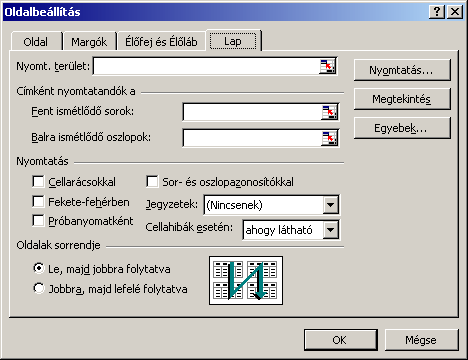 Oldalbeállítás
Oldal Margók Élőfej és Élőláb Lap
Nyomt. terület:
Nyomtatás...
Címként nyomtatandók a
Megtekintés
Fent ismétlődő sorok:
Egyebek...
Balra ismétlődő oszlopok:
Nyomtatás
Cellarácsokkal Sor- és oszlopazonosítókkal
Fekete-fehérben Jegyzetek: (Nincsenek)
Próbanyomatként Cellahibák esetén: ahogy látható
Oldalak sorrendje
Le, majd jobbra folytatva
Jobbra, majd lefelé folytatva
OK Mégse